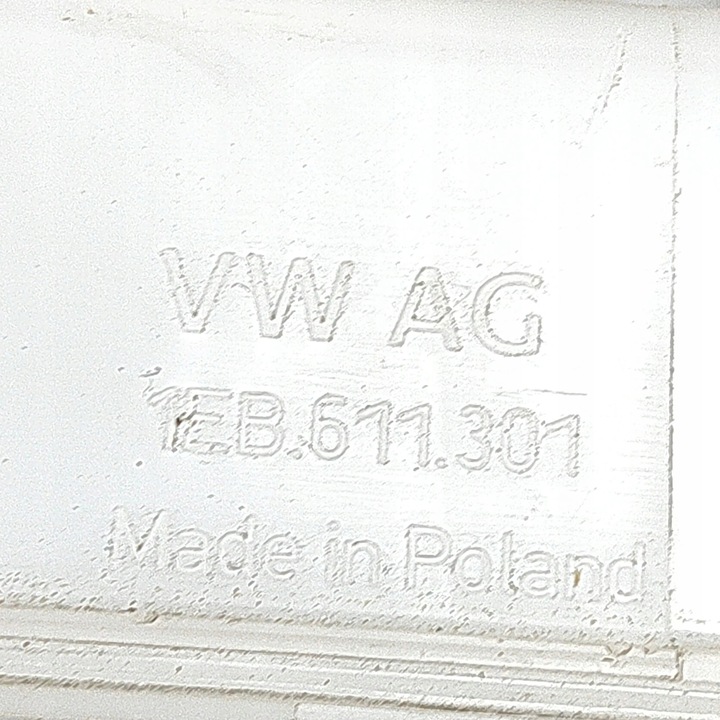 VW AG
1EB.611.301
Made in Poland